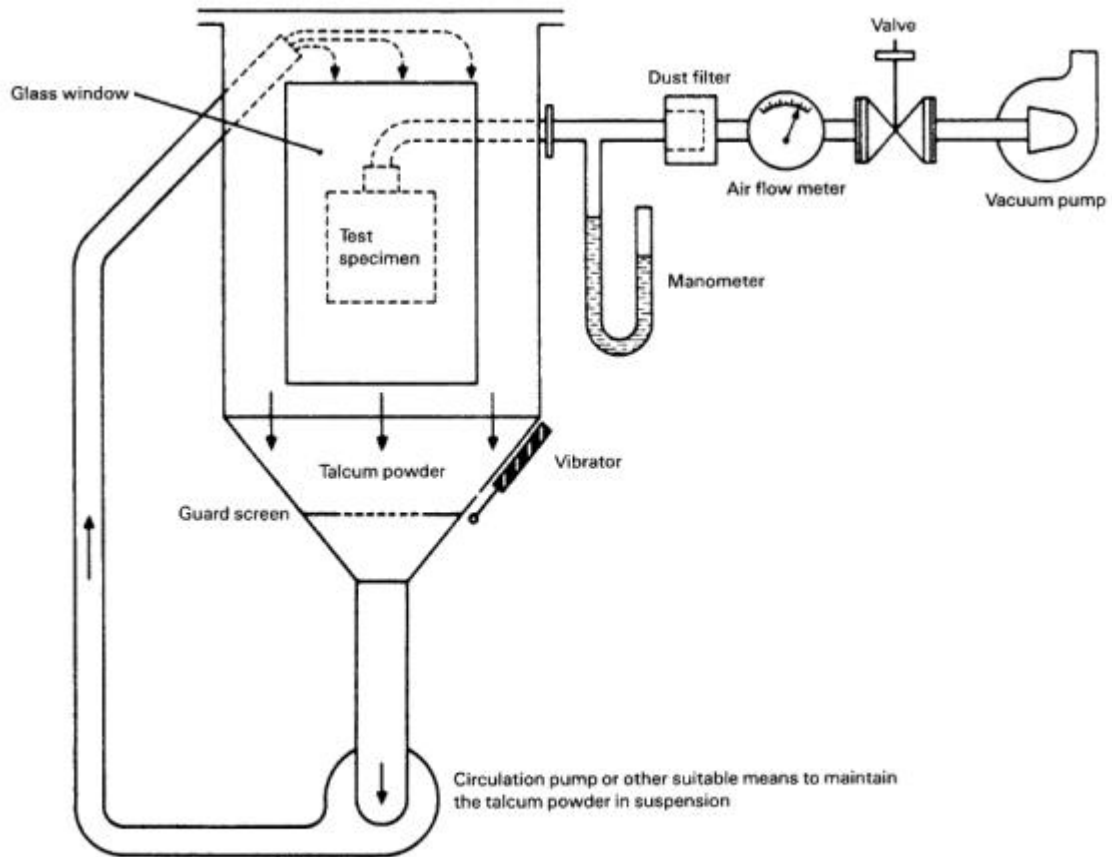 Valve
Dust filter
Glass window
Air flow meter
Vacuum pump
Test
specimen
Manometer
Vibrator
Talcum powder
Guard screen
Circulation pump or other suitable means to maintain
the talcum powder in suspension